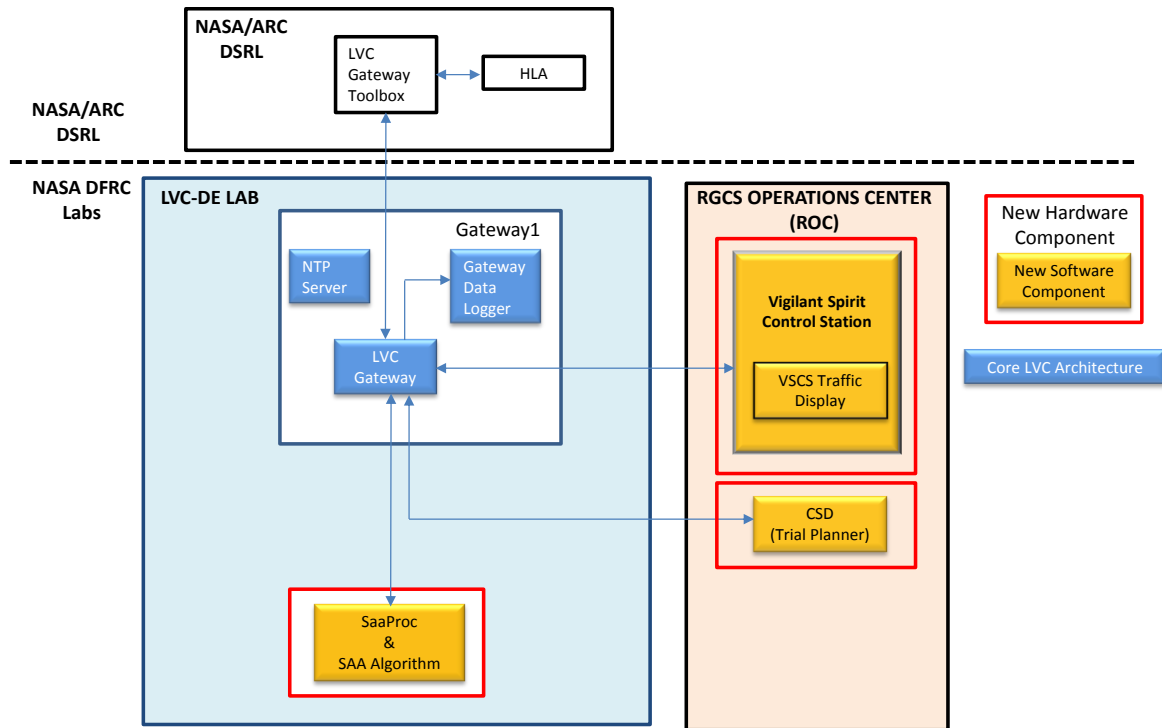 NASA/ARC
DSRL
LVC
Gateway
Toolbox
HLA
NASA/ARC
DSRL
NASA DFRC
Labs
LVC-DE LAB
Gateway1
NTP
Server
Gateway
Data
Logger
LVC
Gateway
SaaProc
&
SAA Algorithm
RGCS OPERATIONS CENTER
(ROC)
Vigilant Spirit
Control Station
VSCS Traffic
Display
CSD
(Trial Planner)
New Hardware
Component
New Software
Component
Core LVC Architecture